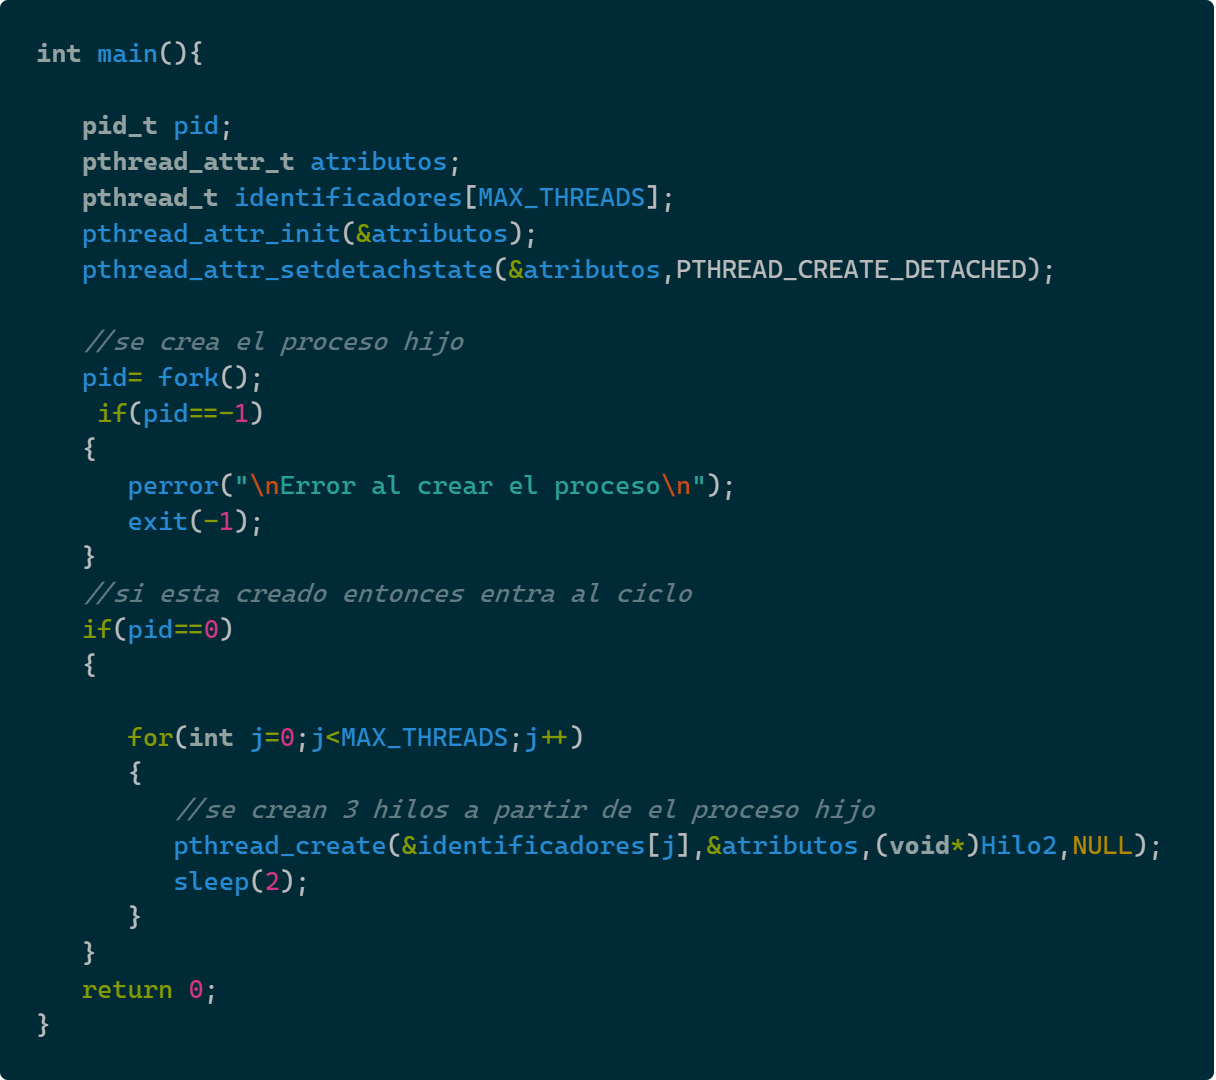 int main(){
pid_t pid;
pthread_attr_t atributos;
pthread_t identificadores[MAX_THREADS];
pthread_attr_init(&atributos);
pthread_attr_setdetachstate(&atributos,PTHREAD_CREATE_DETACHED);
//se crea el proceso hijo
pid= fork();
if(pid==-1)
{
perror("\nError al crear el proceso\n");
exit(-1);
}
//si esta creado entonces entra al ciclo
if(pid==0)
{
for(int j=0;j<MAX_THREADS;j++)
{
//se crean 3 hilos a partir de el proceso hijo
pthread_create(&identificadores[j],&atributos,(void*)Hilo2,NULL);
sleep(2);
}
}
return 0;
}